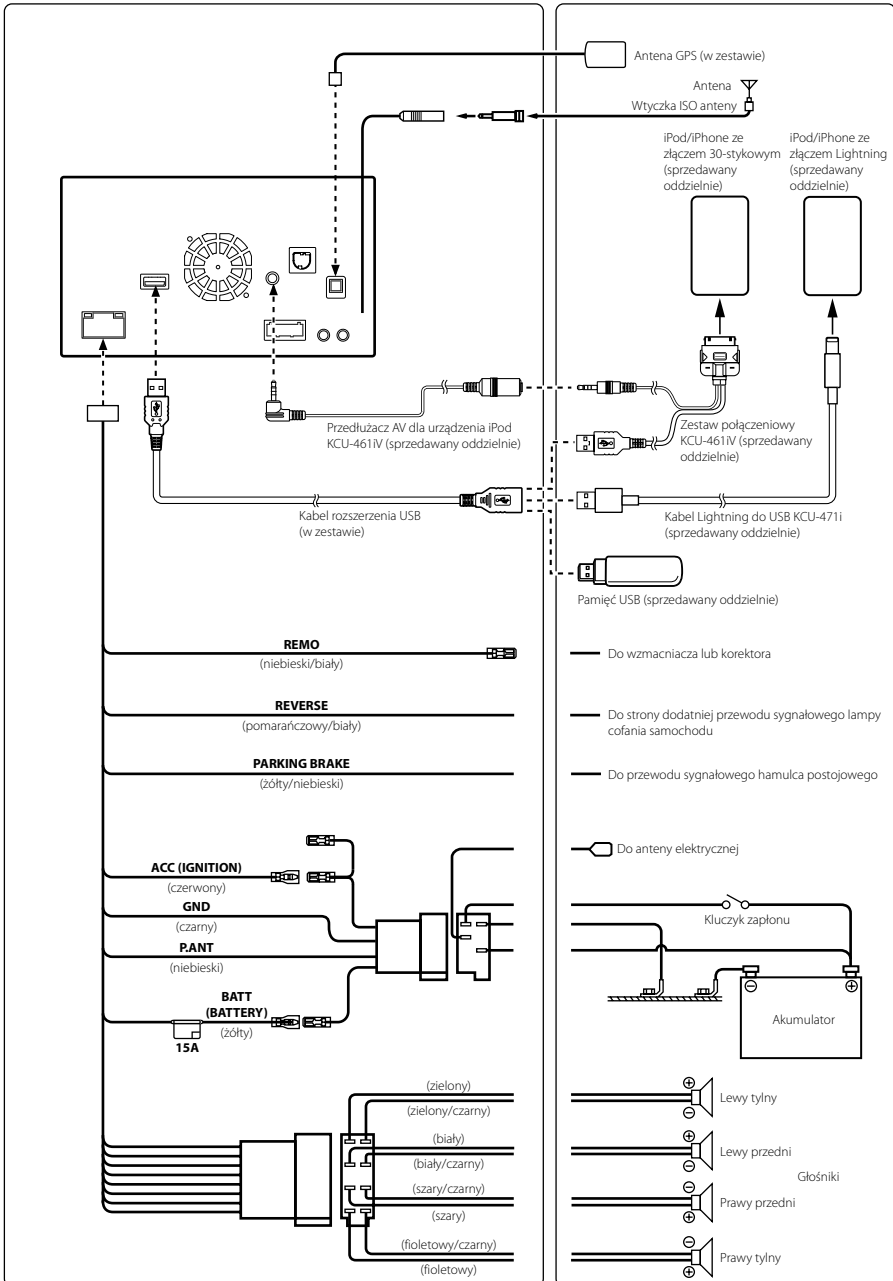 Antena GPS (w zestawie)
Antena
Wtyczka ISO anteny
iPod/iPhone ze
złączem 30-stykowym
(sprzedawany
oddzielnie)
iPod/iPhone ze
złączem Lightning
(sprzedawany
oddzielnie)
Przedłużacz AV dla urządzenia iPod
KCU-461iV (sprzedawany oddzielnie)
Zestaw połączeniowy
KCU-461iV (sprzedawany
oddzielnie)
Kabel rozszerzenia USB
(w zestawie)
Kabel Lightning do USB KCU-471i
(sprzedawany oddzielnie)
Pamięć USB (sprzedawany oddzielnie)
REMO
(niebieski/biały)
Do wzmacniacza lub korektora
REVERSE
(pomarańczowy/biały)
Do strony dodatniej przewodu sygnałowego lampy
cofania samochodu
PARKING BRAKE
(żółty/niebieski)
Do przewodu sygnałowego hamulca postojowego
Do anteny elektrycznej
ACC (IGNITION)
(czerwony)
GND
(czarny)
Kluczyk zapłonu
P.ANT
(niebieski)
BATT
(BATTERY)
(żółty)
15A
⊖ ⊕
Akumulator
(zielony)
(zielony/czarny)
⊕
⊖
Lewy tylny
(biały)
(biały/czarny)
⊕
⊖
Lewy przedni
Głośniki
(szary/czarny)
(szary)
⊖
⊕
Prawy przedni
(fioletowy/czarny)
(fioletowy)
⊖
⊕
Prawy tylny